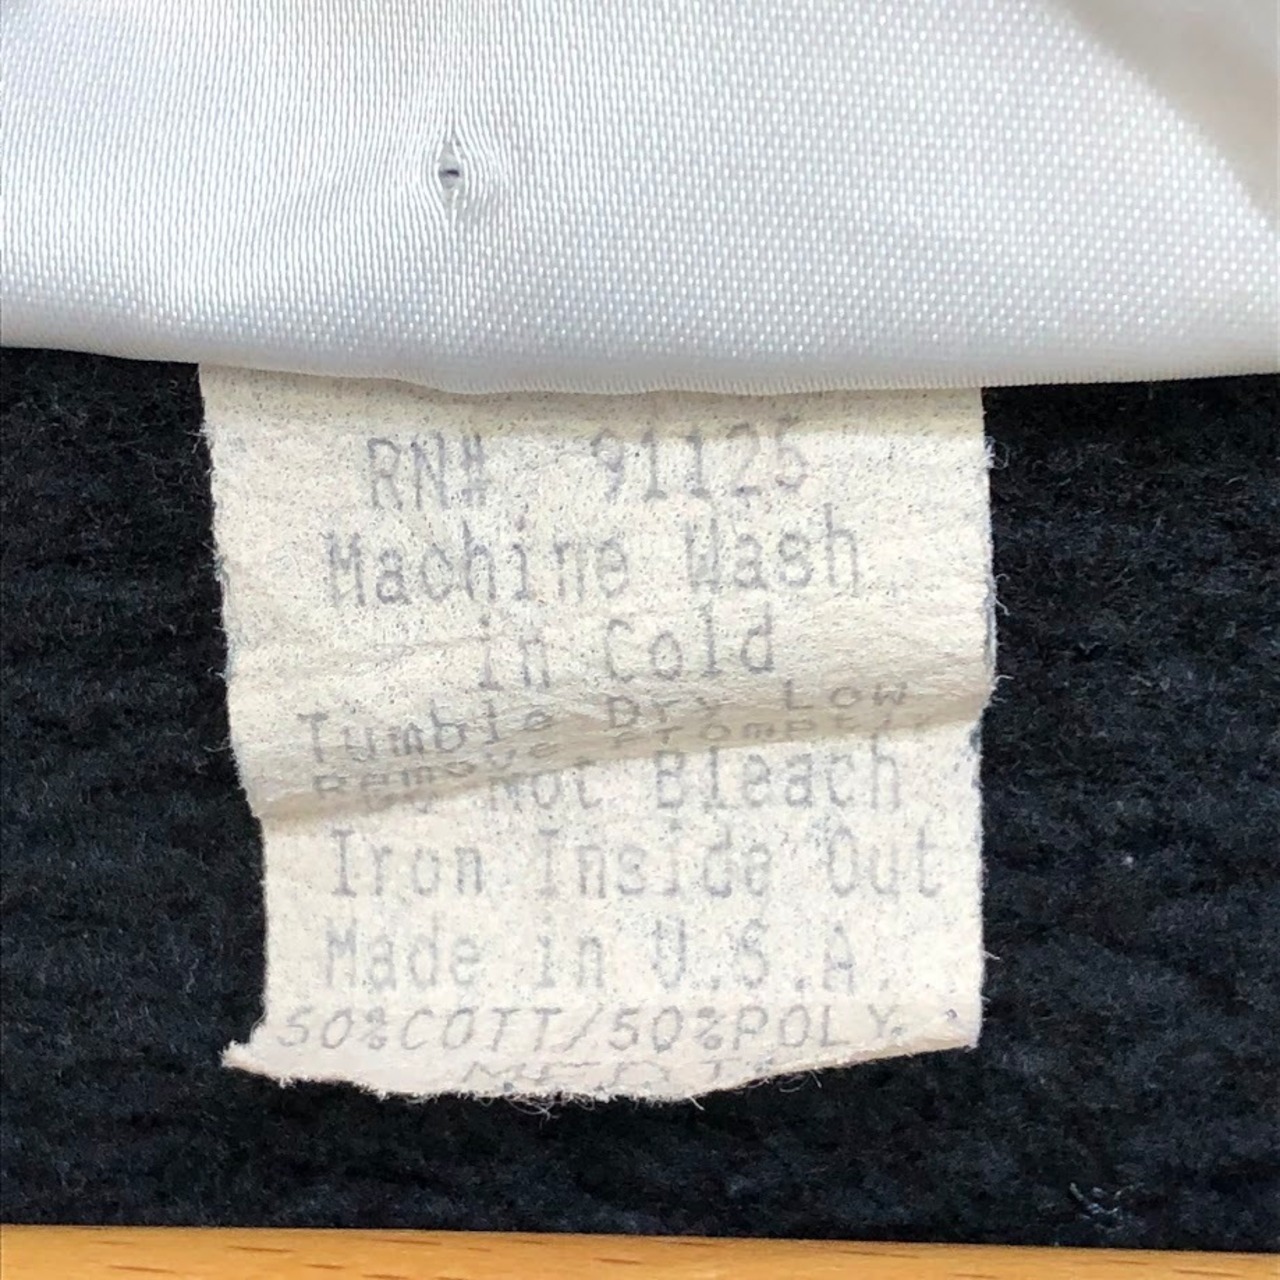 RN# 91125
Machine Wash
in Cold
Tumble Dry Low
Remove Promptly
Not Bleach
Iron Inside Out
Made in U.S.A.
50%COTT/50%POLY.